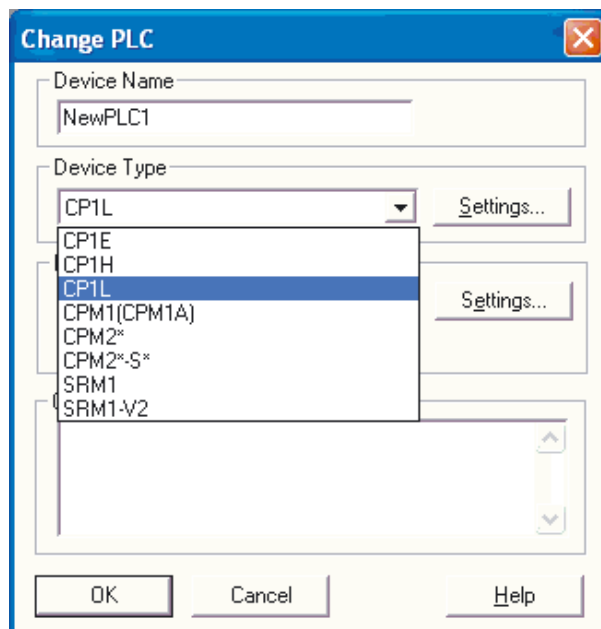 Change PLC
Device Name
NewPLC1
Device Type
CP1L
Settings...
CP1E
CP1H
CP1L
CPM1(CPM1A)
CPM2*
CPM2*-S*
SRM1
SRM1-V2
Settings...
OK
Cancel
Help